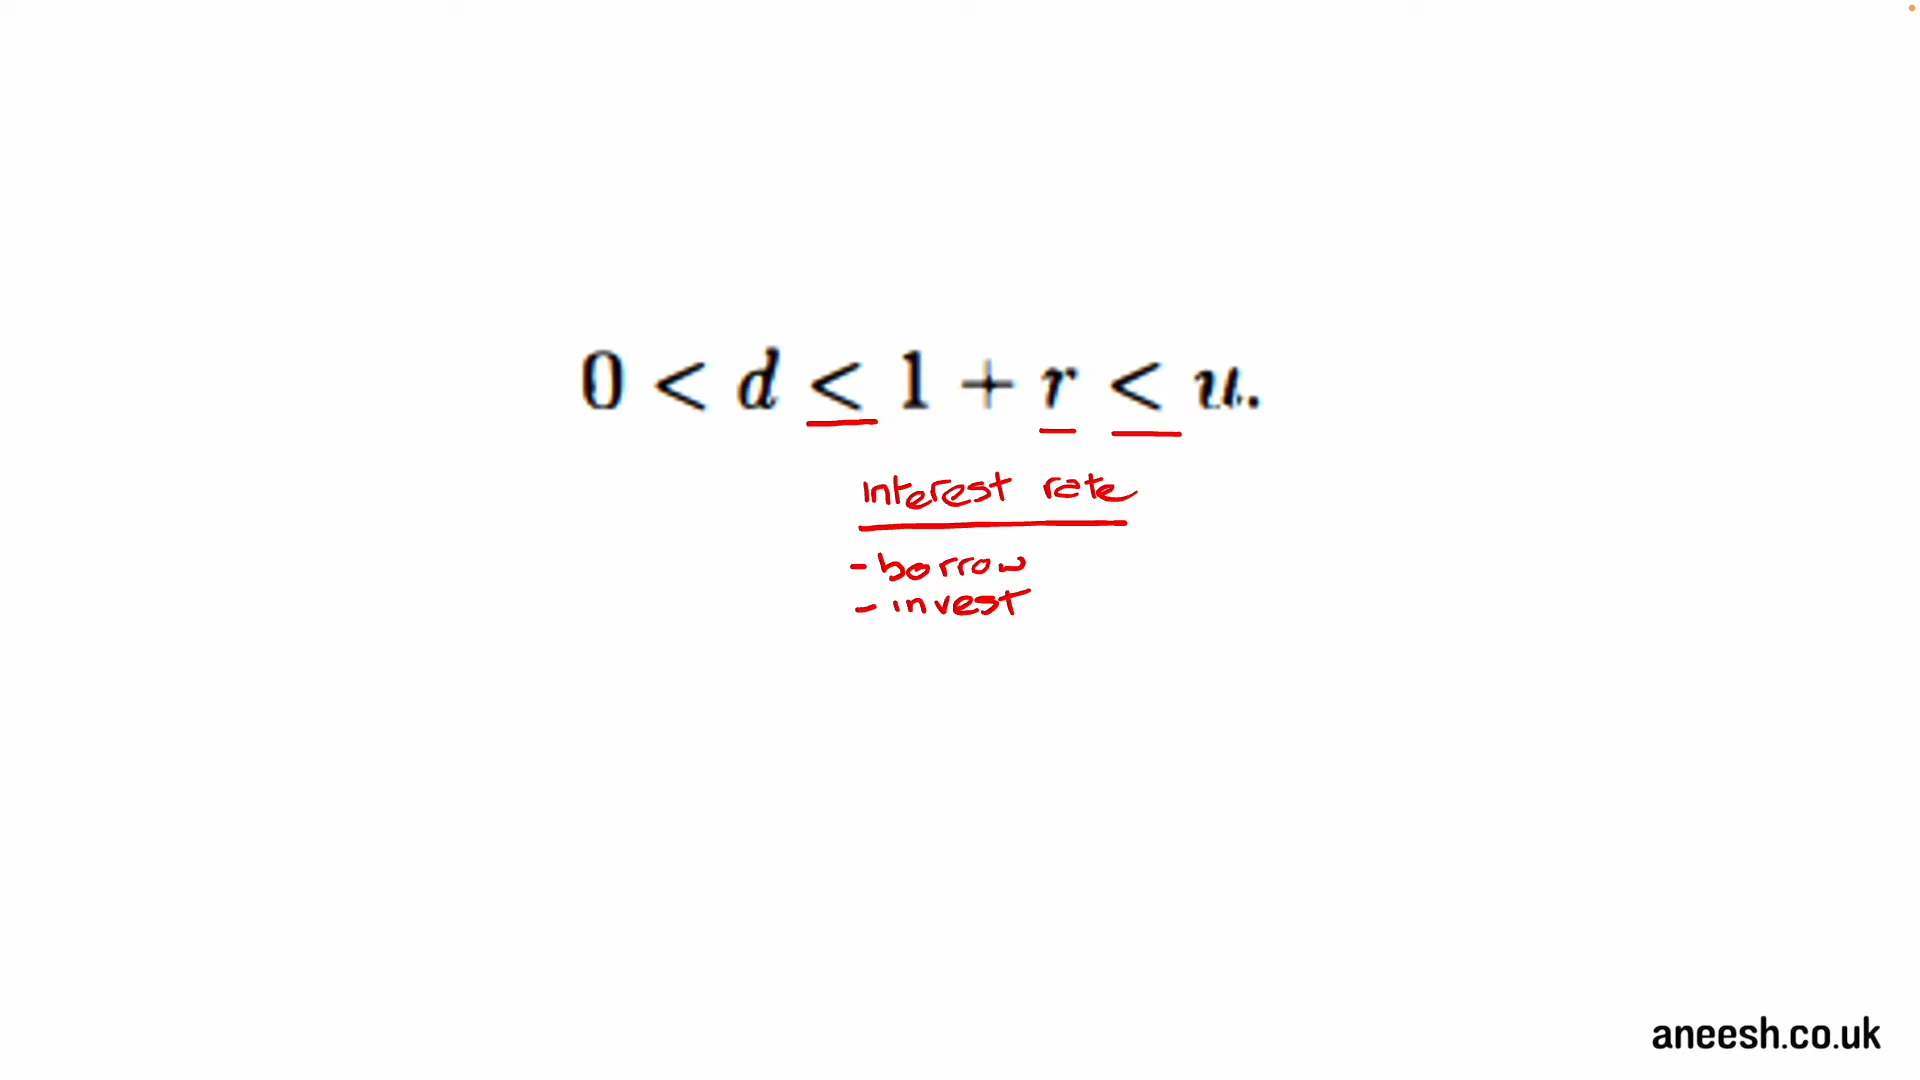 0 < d < 1 + r < u.
interest rate
- borrow
- invest
aneesh.co.uk